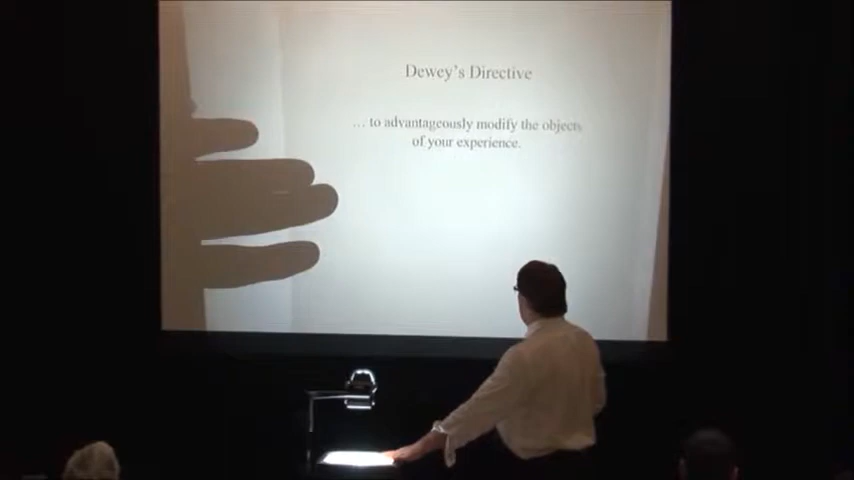 Dewey's Directive
… to advantageously modify the objects
of your experience.